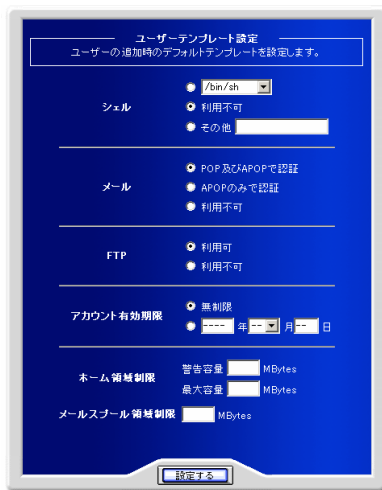 ユーザーテンプレート設定
ユーザーの追加時のデフォルトテンプレートを設定します。
シェル
/bin/sh
利用不可
その他
メール
POP及びAPOPで認証
APOPのみで認証
利用不可
FTP
利用可
利用不可
アカウント有効期限
無制限
---- 年 -- 月 -- 日
ホーム領域制限
警告容量 MBytes
最大容量 MBytes
メールスプール領域制限 MBytes
設定する